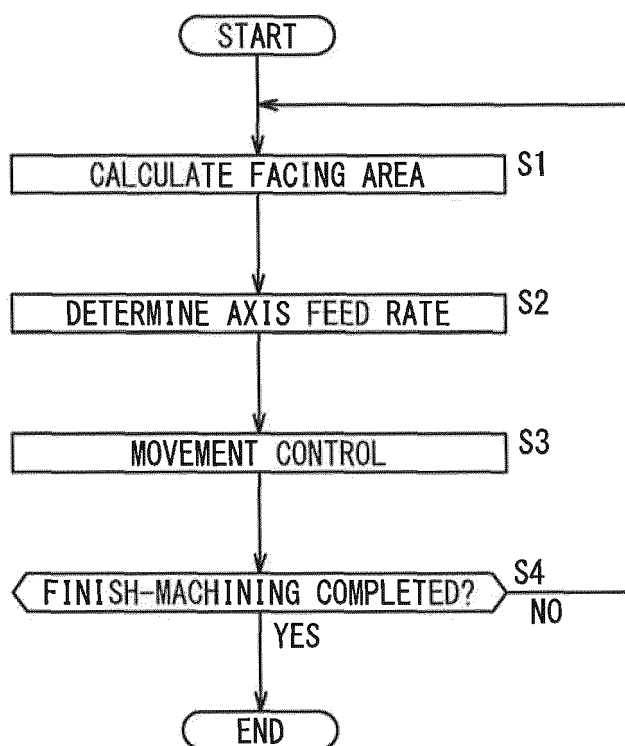 START
CALCULATE FACING AREA
S1
DETERMINE AXIS FEED RATE
S2
MOVEMENT CONTROL
S3
FINISH-MACHINING COMPLETED?
S4
NO
YES
END